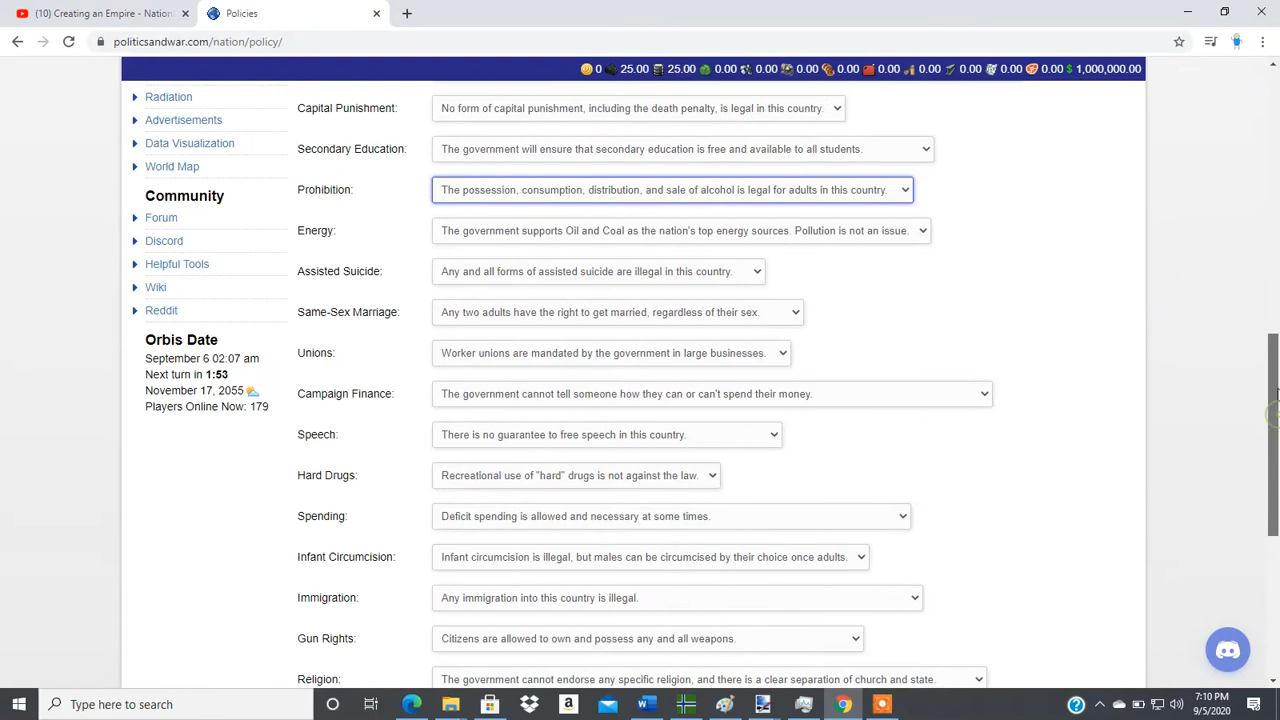 (10) Creating an Empire - Nation
Policies
politicsandwar.com/nation/policy/
0 25.00 25.00 0.00 0.00 0.00 0.00 0.00 0.00 0.00 0.00 0.00 $ 1,000,000.00
Radiation
Advertisements
Data Visualization
World Map
Community
Forum
Discord
Helpful Tools
Wiki
Reddit
Orbis Date
September 6 02:07 am
Next turn in 1:53
November 17, 2055
Players Online Now: 179
Capital Punishment: No form of capital punishment, including the death penalty, is legal in this country.
Secondary Education: The government will ensure that secondary education is free and available to all students.
Prohibition: The possession, consumption, distribution, and sale of alcohol is legal for adults in this country.
Energy: The government supports Oil and Coal as the nation's top energy sources. Pollution is not an issue.
Assisted Suicide: Any and all forms of assisted suicide are illegal in this country.
Same-Sex Marriage: Any two adults have the right to get married, regardless of their sex.
Unions: Worker unions are mandated by the government in large businesses.
Campaign Finance: The government cannot tell someone how they can or can't spend their money.
Speech: There is no guarantee to free speech in this country.
Hard Drugs: Recreational use of "hard" drugs is not against the law.
Spending: Deficit spending is allowed and necessary at some times.
Infant Circumcision: Infant circumcision is illegal, but males can be circumcised by their choice once adults.
Immigration: Any immigration into this country is illegal.
Gun Rights: Citizens are allowed to own and possess any and all weapons.
Religion: The government cannot endorse any specific religion, and there is a clear separation of church and state.
Type here to search
7:10 PM
9/5/2020